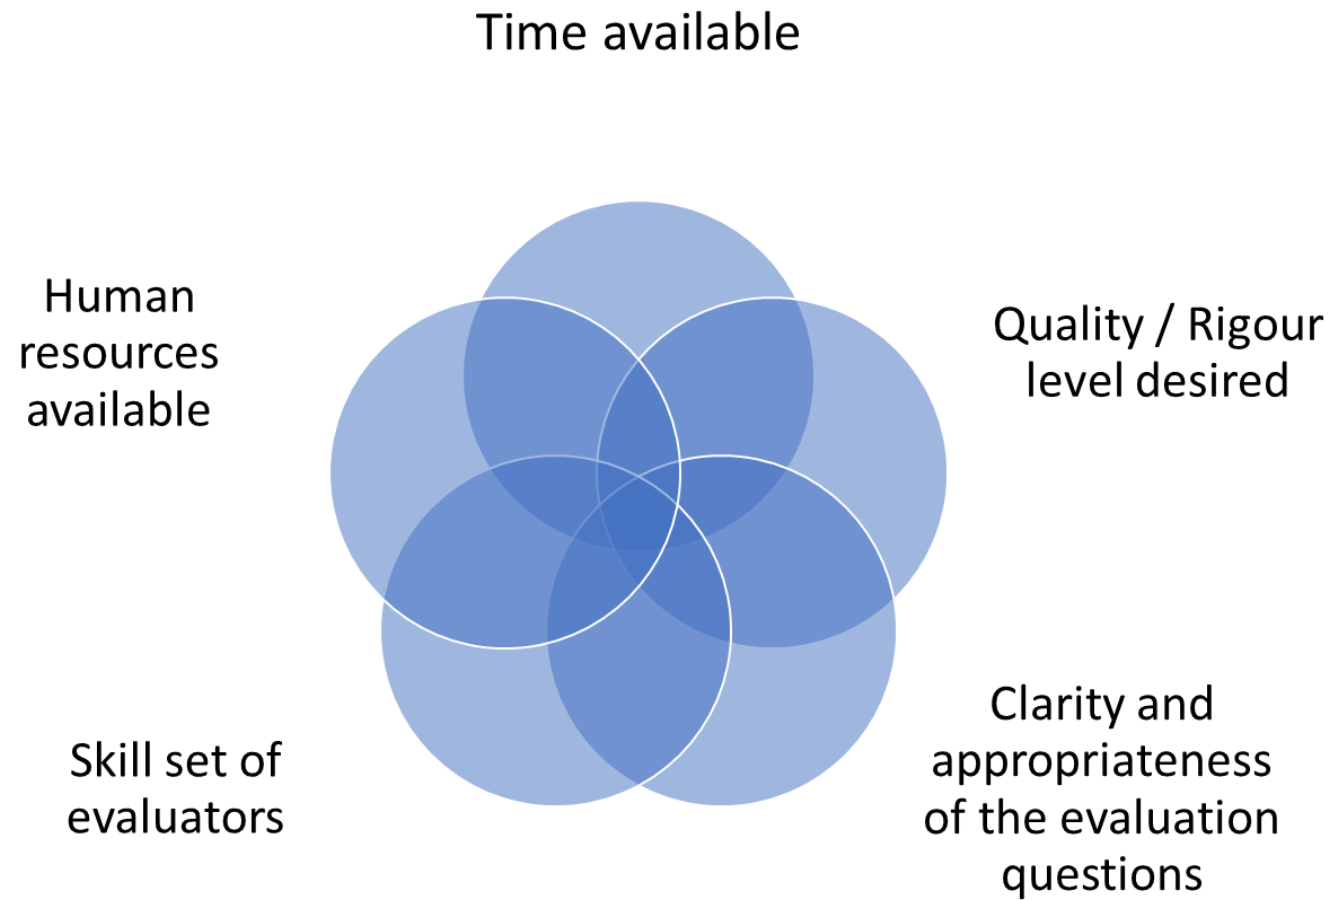 Time available
Human
resources
available
Quality / Rigour
level desired
Skill set of
evaluators
Clarity and
appropriateness
of the evaluation
questions